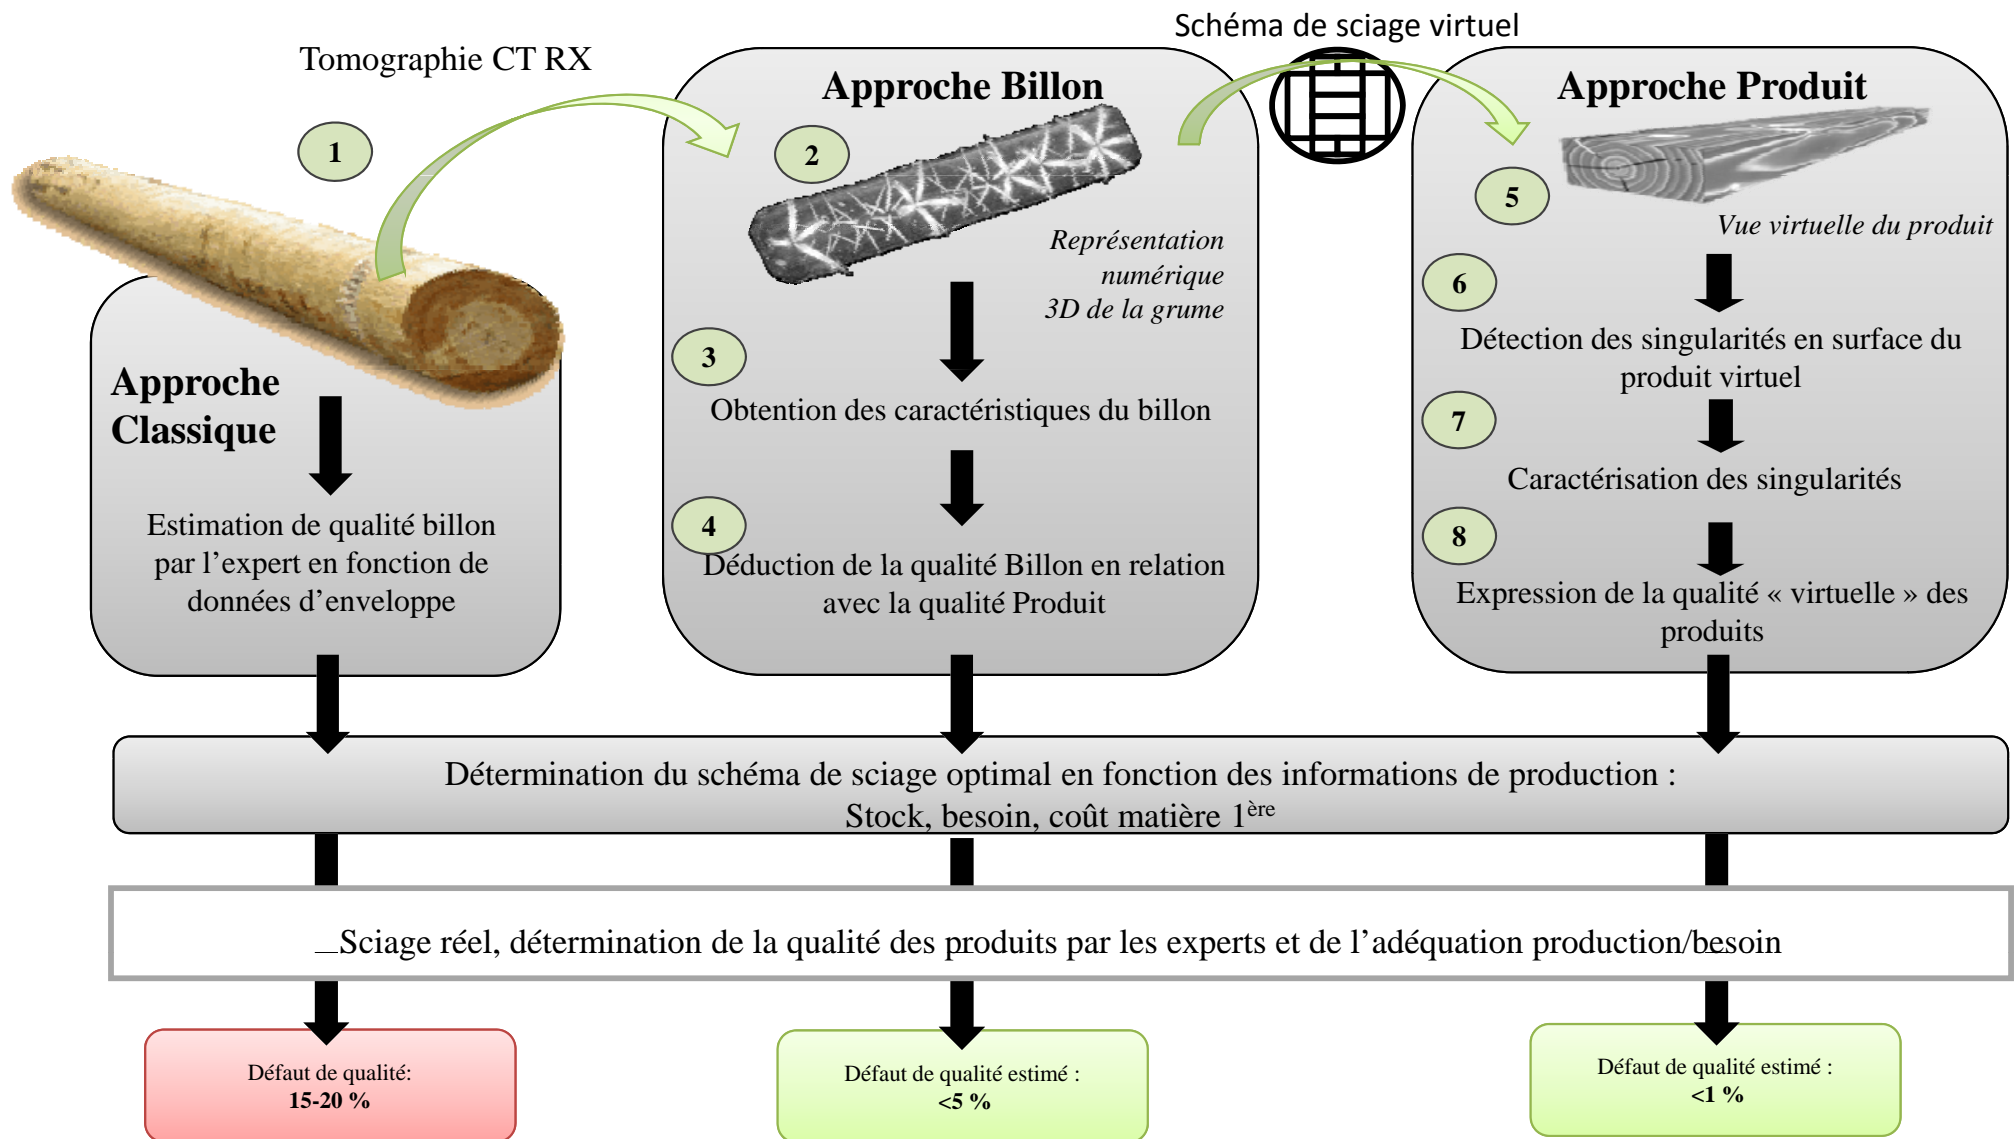 Schéma de sciage virtuel
Tomographie CT RX
1
Approche
Classique
Estimation de qualité billon
par l’expert en fonction de
données d’enveloppe
Approche Billon
2
Représentation
numérique
3D de la grume
3
Obtention des caractéristiques du billon
4
Déduction de la qualité Billon en relation
avec la qualité Produit
Approche Produit
5
Vue virtuelle du produit
6
Détection des singularités en surface du
produit virtuel
7
Caractérisation des singularités
8
Expression de la qualité « virtuelle » des
produits
Détermination du schéma de sciage optimal en fonction des informations de production :
Stock, besoin, coût matière 1ère
Sciage réel, détermination de la qualité des produits par les experts et de l’adéquation production/besoin
Défaut de qualité:
15-20 %
Défaut de qualité estimé :
<5 %
Défaut de qualité estimé :
<1 %